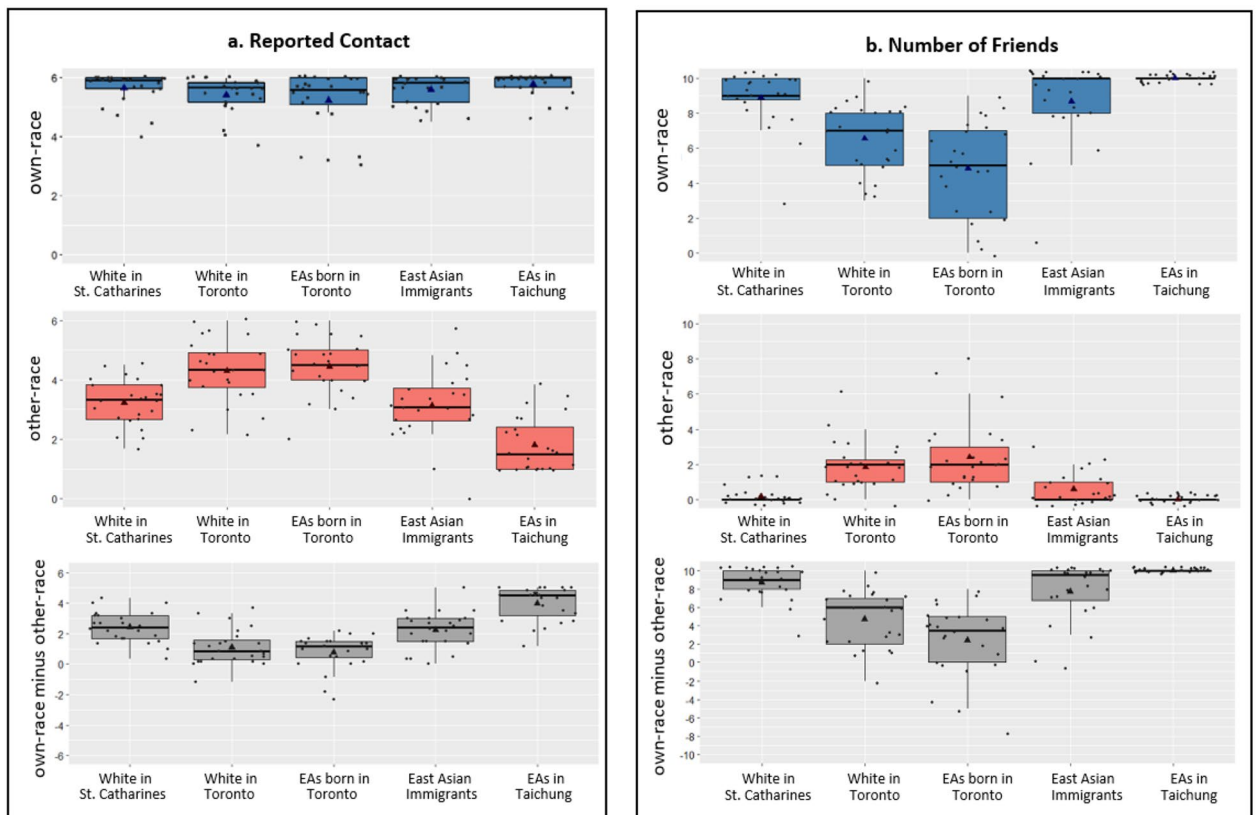 a. Reported Contact
own-race
6
4
2
0
White in
St. Catharines
White in
Toronto
EAs born in
Toronto
East Asian
Immigrants
EAs in
Taichung
other-race
6
4
2
0
White in
St. Catharines
White in
Toronto
EAs born in
Toronto
East Asian
Immigrants
EAs in
Taichung
own-race minus other-race
6
4
2
0
-2
-4
-6
White in
St. Catharines
White in
Toronto
EAs born in
Toronto
East Asian
Immigrants
EAs in
Taichung
b. Number of Friends
own-race
10
8
6
4
2
0
White in
St. Catharines
White in
Toronto
EAs born in
Toronto
East Asian
Immigrants
EAs in
Taichung
other-race
10
8
6
4
2
0
White in
St. Catharines
White in
Toronto
EAs born in
Toronto
East Asian
Immigrants
EAs in
Taichung
own-race minus other-race
10
8
6
4
2
0
-2
-4
-6
-8
-10
White in
St. Catharines
White in
Toronto
EAs born in
Toronto
East Asian
Immigrants
EAs in
Taichung